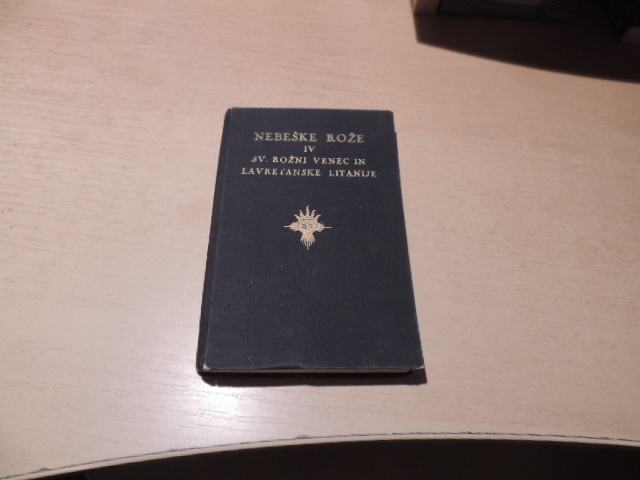 NEBEŠKE ROŽE
IV
SV. ROŽNI VENEC IN
LAVRETANSKE LITANIJE